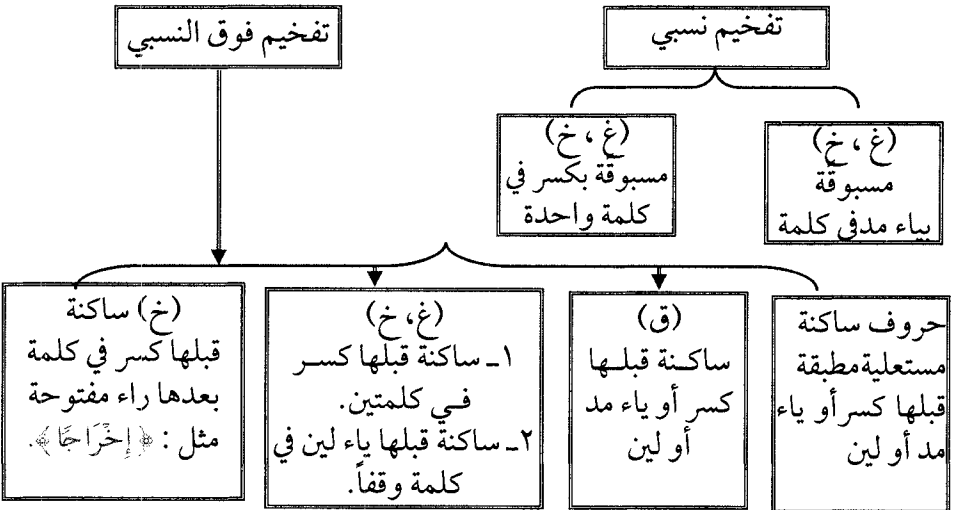 تفخيم نسبي
تفخيم فوق النسبي
(غ ، خ)
مسبوقة
بياء مدفي كلمة
(غ ، خ)
مسبوقة بكسر في
كلمة واحدة
حروف ساكنة
مستعلية مطبقة
قبلها كسر أو ياء
مد أو لين
(ق)
ساكنة قبلها
كسر أو ياء مد
أو لين
(غ، خ)
١ـ ساكنة قبلها كسر
في كلمتين.
٢ـ ساكنة قبلها ياء لين في
كلمة وقفاً.
(خ) ساكنة
قبلها كسر في كلمة
بعدها راء مفتوحة
مثل : ﴿إِخْرَاجًا﴾.